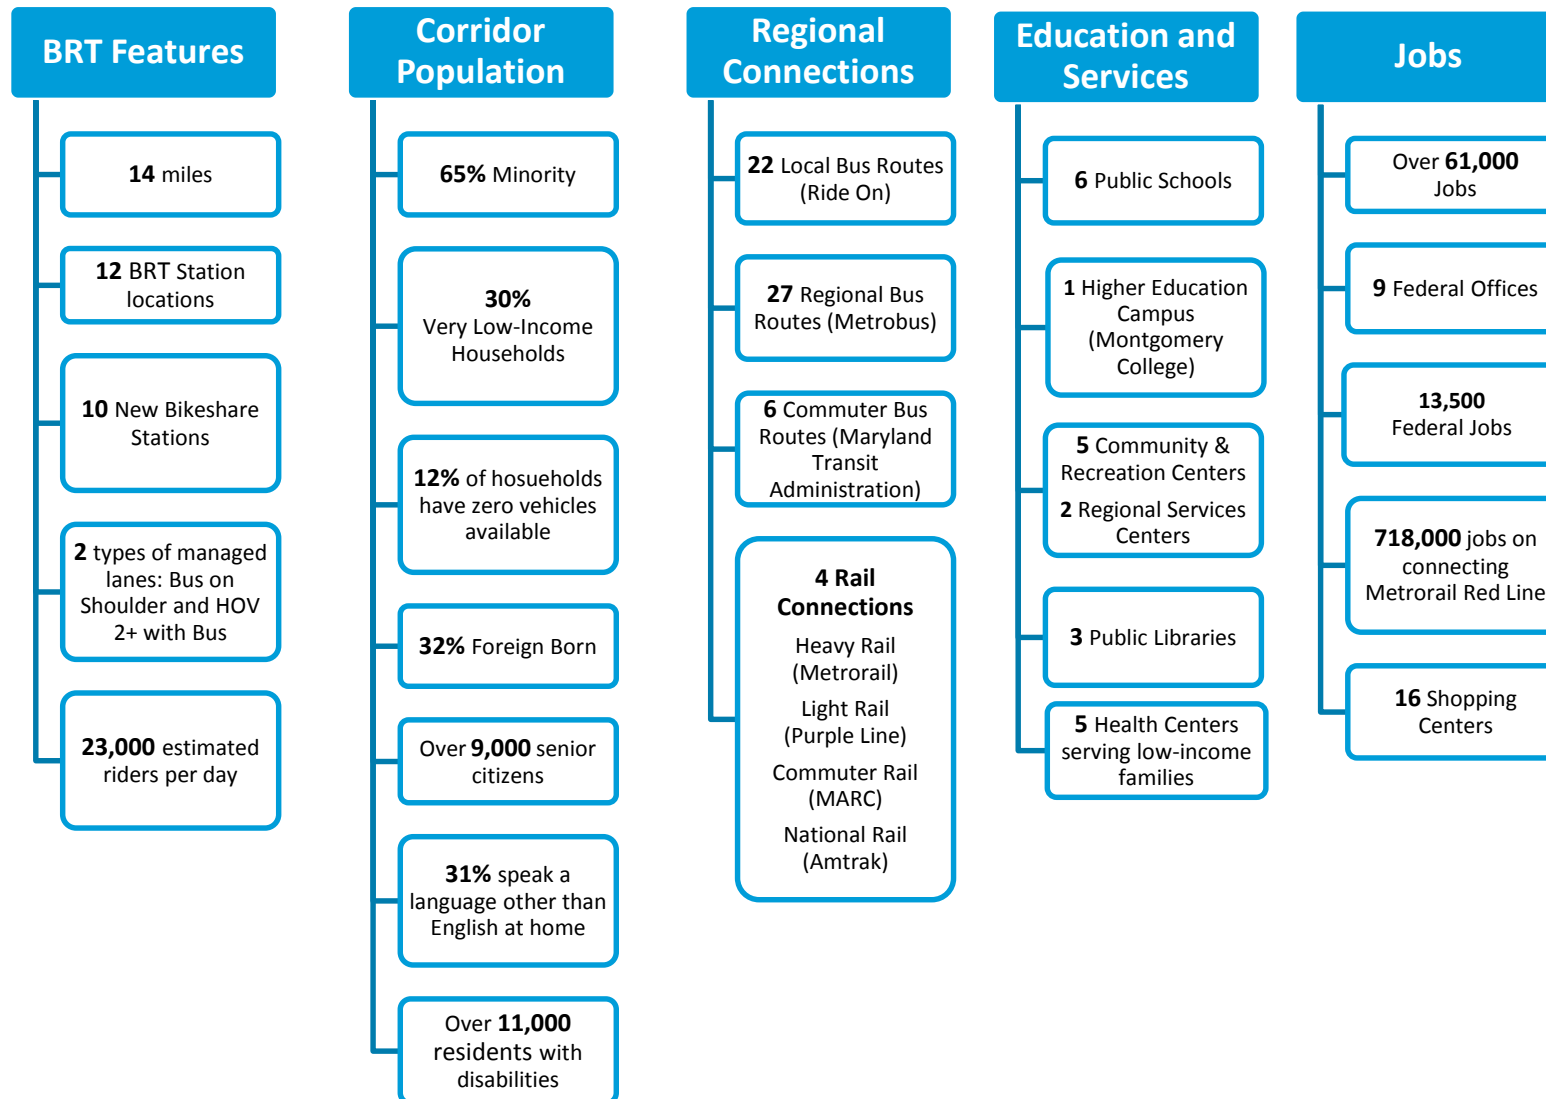 BRT Features
14 miles
12 BRT Station
locations
10 New Bikeshare
Stations
2 types of managed
lanes: Bus on
Shoulder and HOV
2+ with Bus
23,000 estimated
riders per day
Corridor
Population
65% Minority
30%
Very Low-Income
Households
12% of hosueholds
have zero vehicles
available
32% Foreign Born
Over 9,000 senior
citizens
31% speak a
language other than
English at home
Over 11,000
residents with
disabilities
Regional
Connections
22 Local Bus Routes
(Ride On)
27 Regional Bus
Routes (Metrobus)
6 Commuter Bus
Routes (Maryland
Transit
Administration)
4 Rail
Connections
Heavy Rail
(Metrorail)
Light Rail
(Purple Line)
Commuter Rail
(MARC)
National Rail
(Amtrak)
Education and
Services
6 Public Schools
1 Higher Education
Campus
(Montgomery
College)
5 Community &
Recreation Centers
2 Regional Services
Centers
3 Public Libraries
5 Health Centers
serving low-income
families
Jobs
Over 61,000
Jobs
9 Federal Offices
13,500
Federal Jobs
718,000 jobs on
connecting
Metrorail Red Line
16 Shopping
Centers